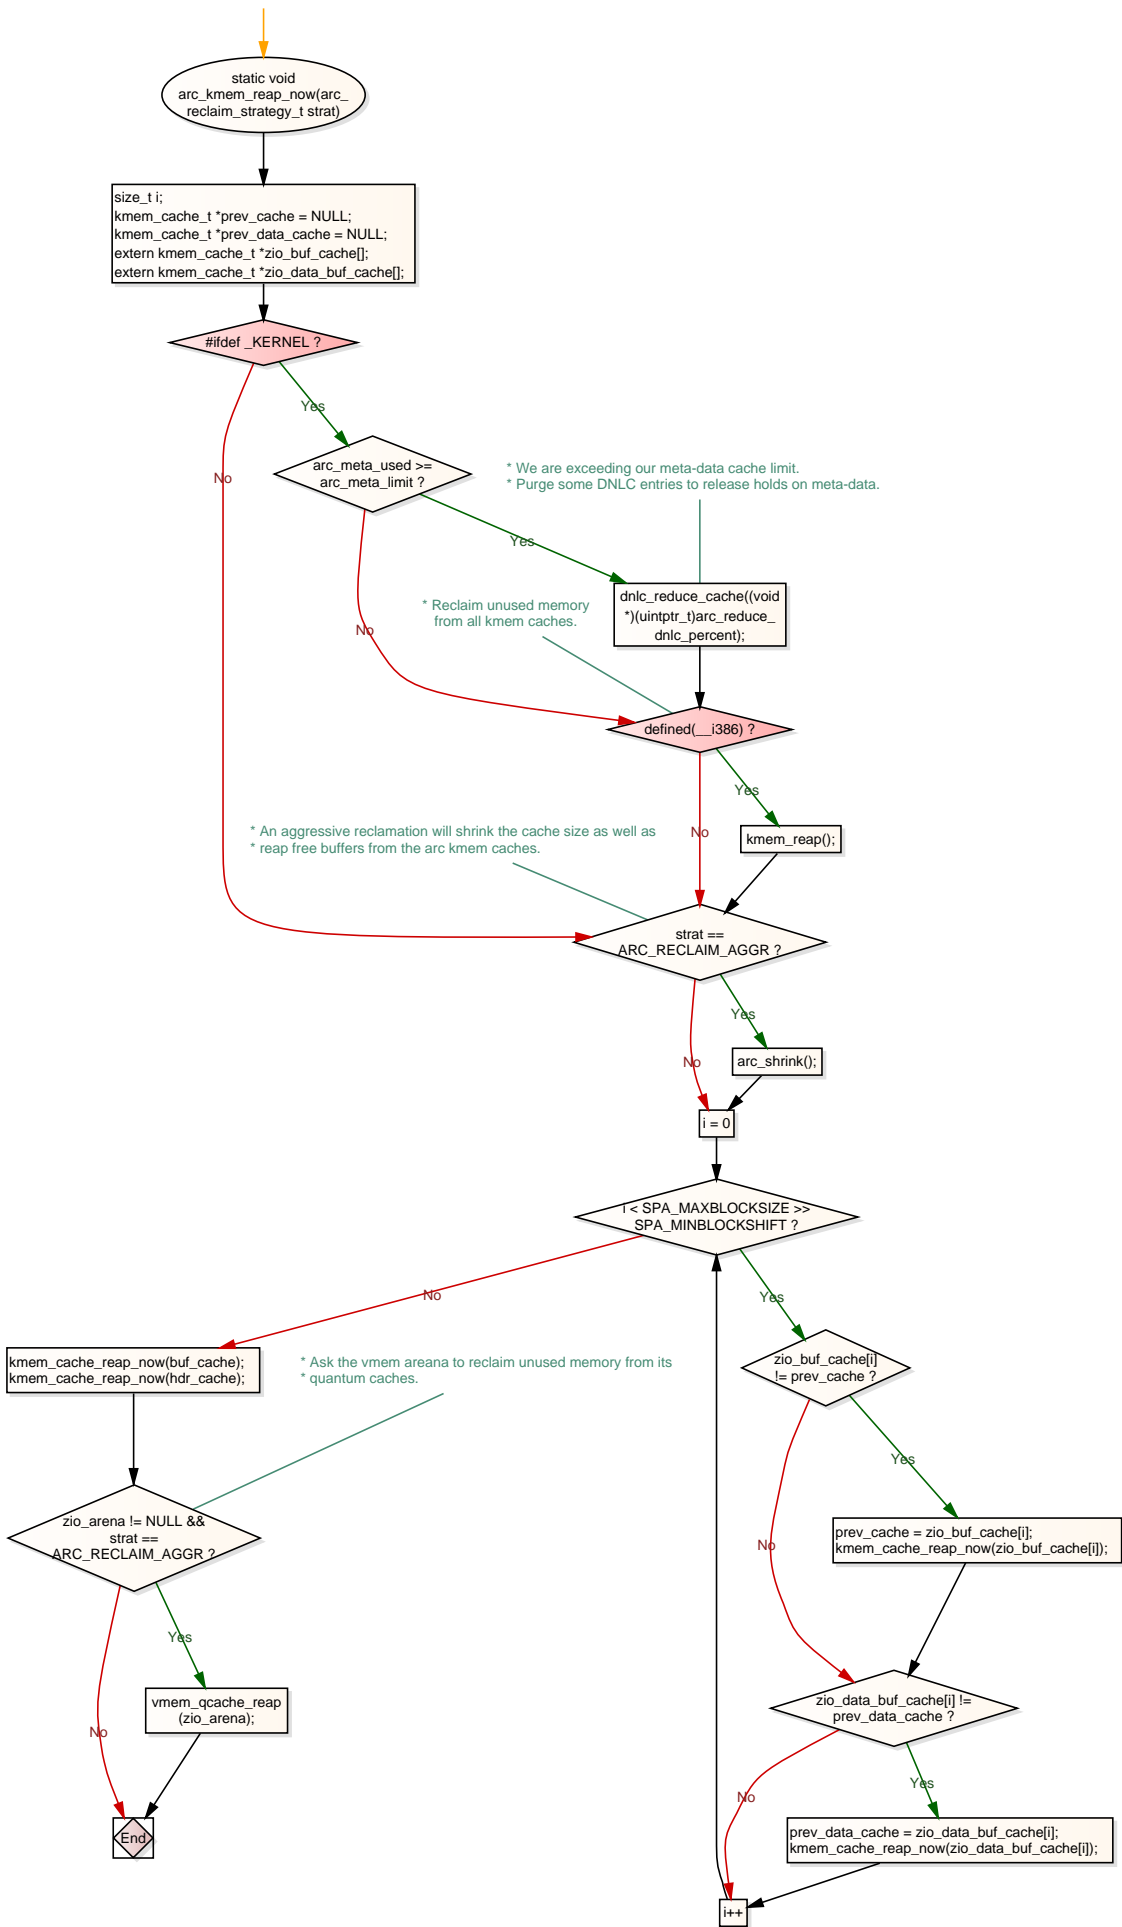 static void
arc_kmem_reap_now(arc_
reclaim_strategy_t strat)
size_t i;
kmem_cache_t *prev_cache = NULL;
kmem_cache_t *prev_data_cache = NULL;
extern kmem_cache_t *zio_buf_cache[];
extern kmem_cache_t *zio_data_buf_cache[];
#ifdef _KERNEL ?
Yes
No
arc_meta_used >=
arc_meta_limit ?
* We are exceeding our meta-data cache limit.
* Purge some DNLC entries to release holds on meta-data.
Yes
No
dnlc_reduce_cache((void
*)(uintptr_t)arc_reduce_
dnlc_percent);
* Reclaim unused memory
from all kmem caches.
defined(__i386) ?
Yes
No
kmem_reap();
* An aggressive reclamation will shrink the cache size as well as
* reap free buffers from the arc kmem caches.
strat ==
ARC_RECLAIM_AGGR ?
Yes
No
arc_shrink();
i = 0
i < SPA_MAXBLOCKSIZE >>
SPA_MINBLOCKSHIFT ?
No
Yes
kmem_cache_reap_now(buf_cache);
kmem_cache_reap_now(hdr_cache);
* Ask the vmem areana to reclaim unused memory from its
* quantum caches.
zio_buf_cache[i]
!= prev_cache ?
Yes
No
zio_arena != NULL &&
strat ==
ARC_RECLAIM_AGGR ?
prev_cache = zio_buf_cache[i];
kmem_cache_reap_now(zio_buf_cache[i]);
Yes
No
vmem_qcache_reap
(zio_arena);
zio_data_buf_cache[i] !=
prev_data_cache ?
Yes
No
End
prev_data_cache = zio_data_buf_cache[i];
kmem_cache_reap_now(zio_data_buf_cache[i]);
i++